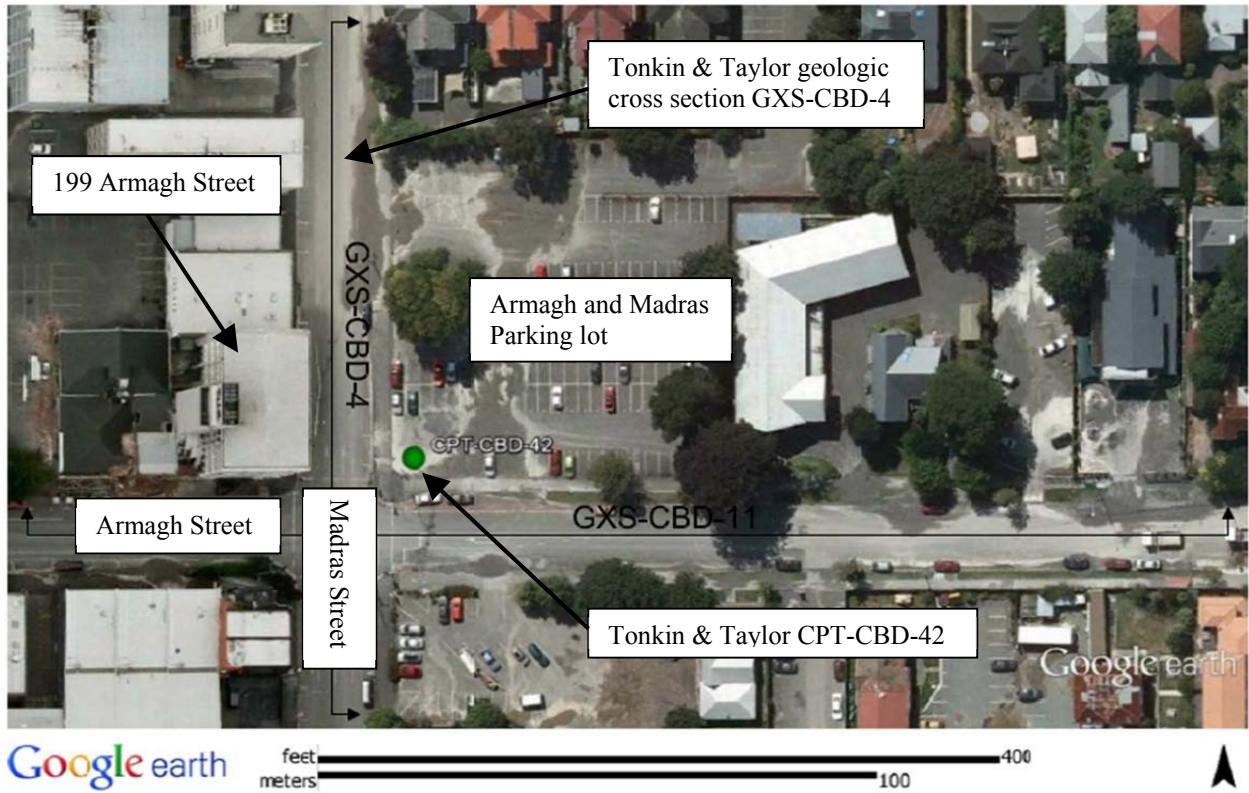 Tonkin & Taylor geologic
cross section GXS-CBD-4
199 Armagh Street
GXS-CBD-4
Armagh and Madras
Parking lot
CPT-CBD-42
Armagh Street
Madras Street
GXS-CBD-11
Tonkin & Taylor CPT-CBD-42
Google earth
Google earth
feet
400
meters
100